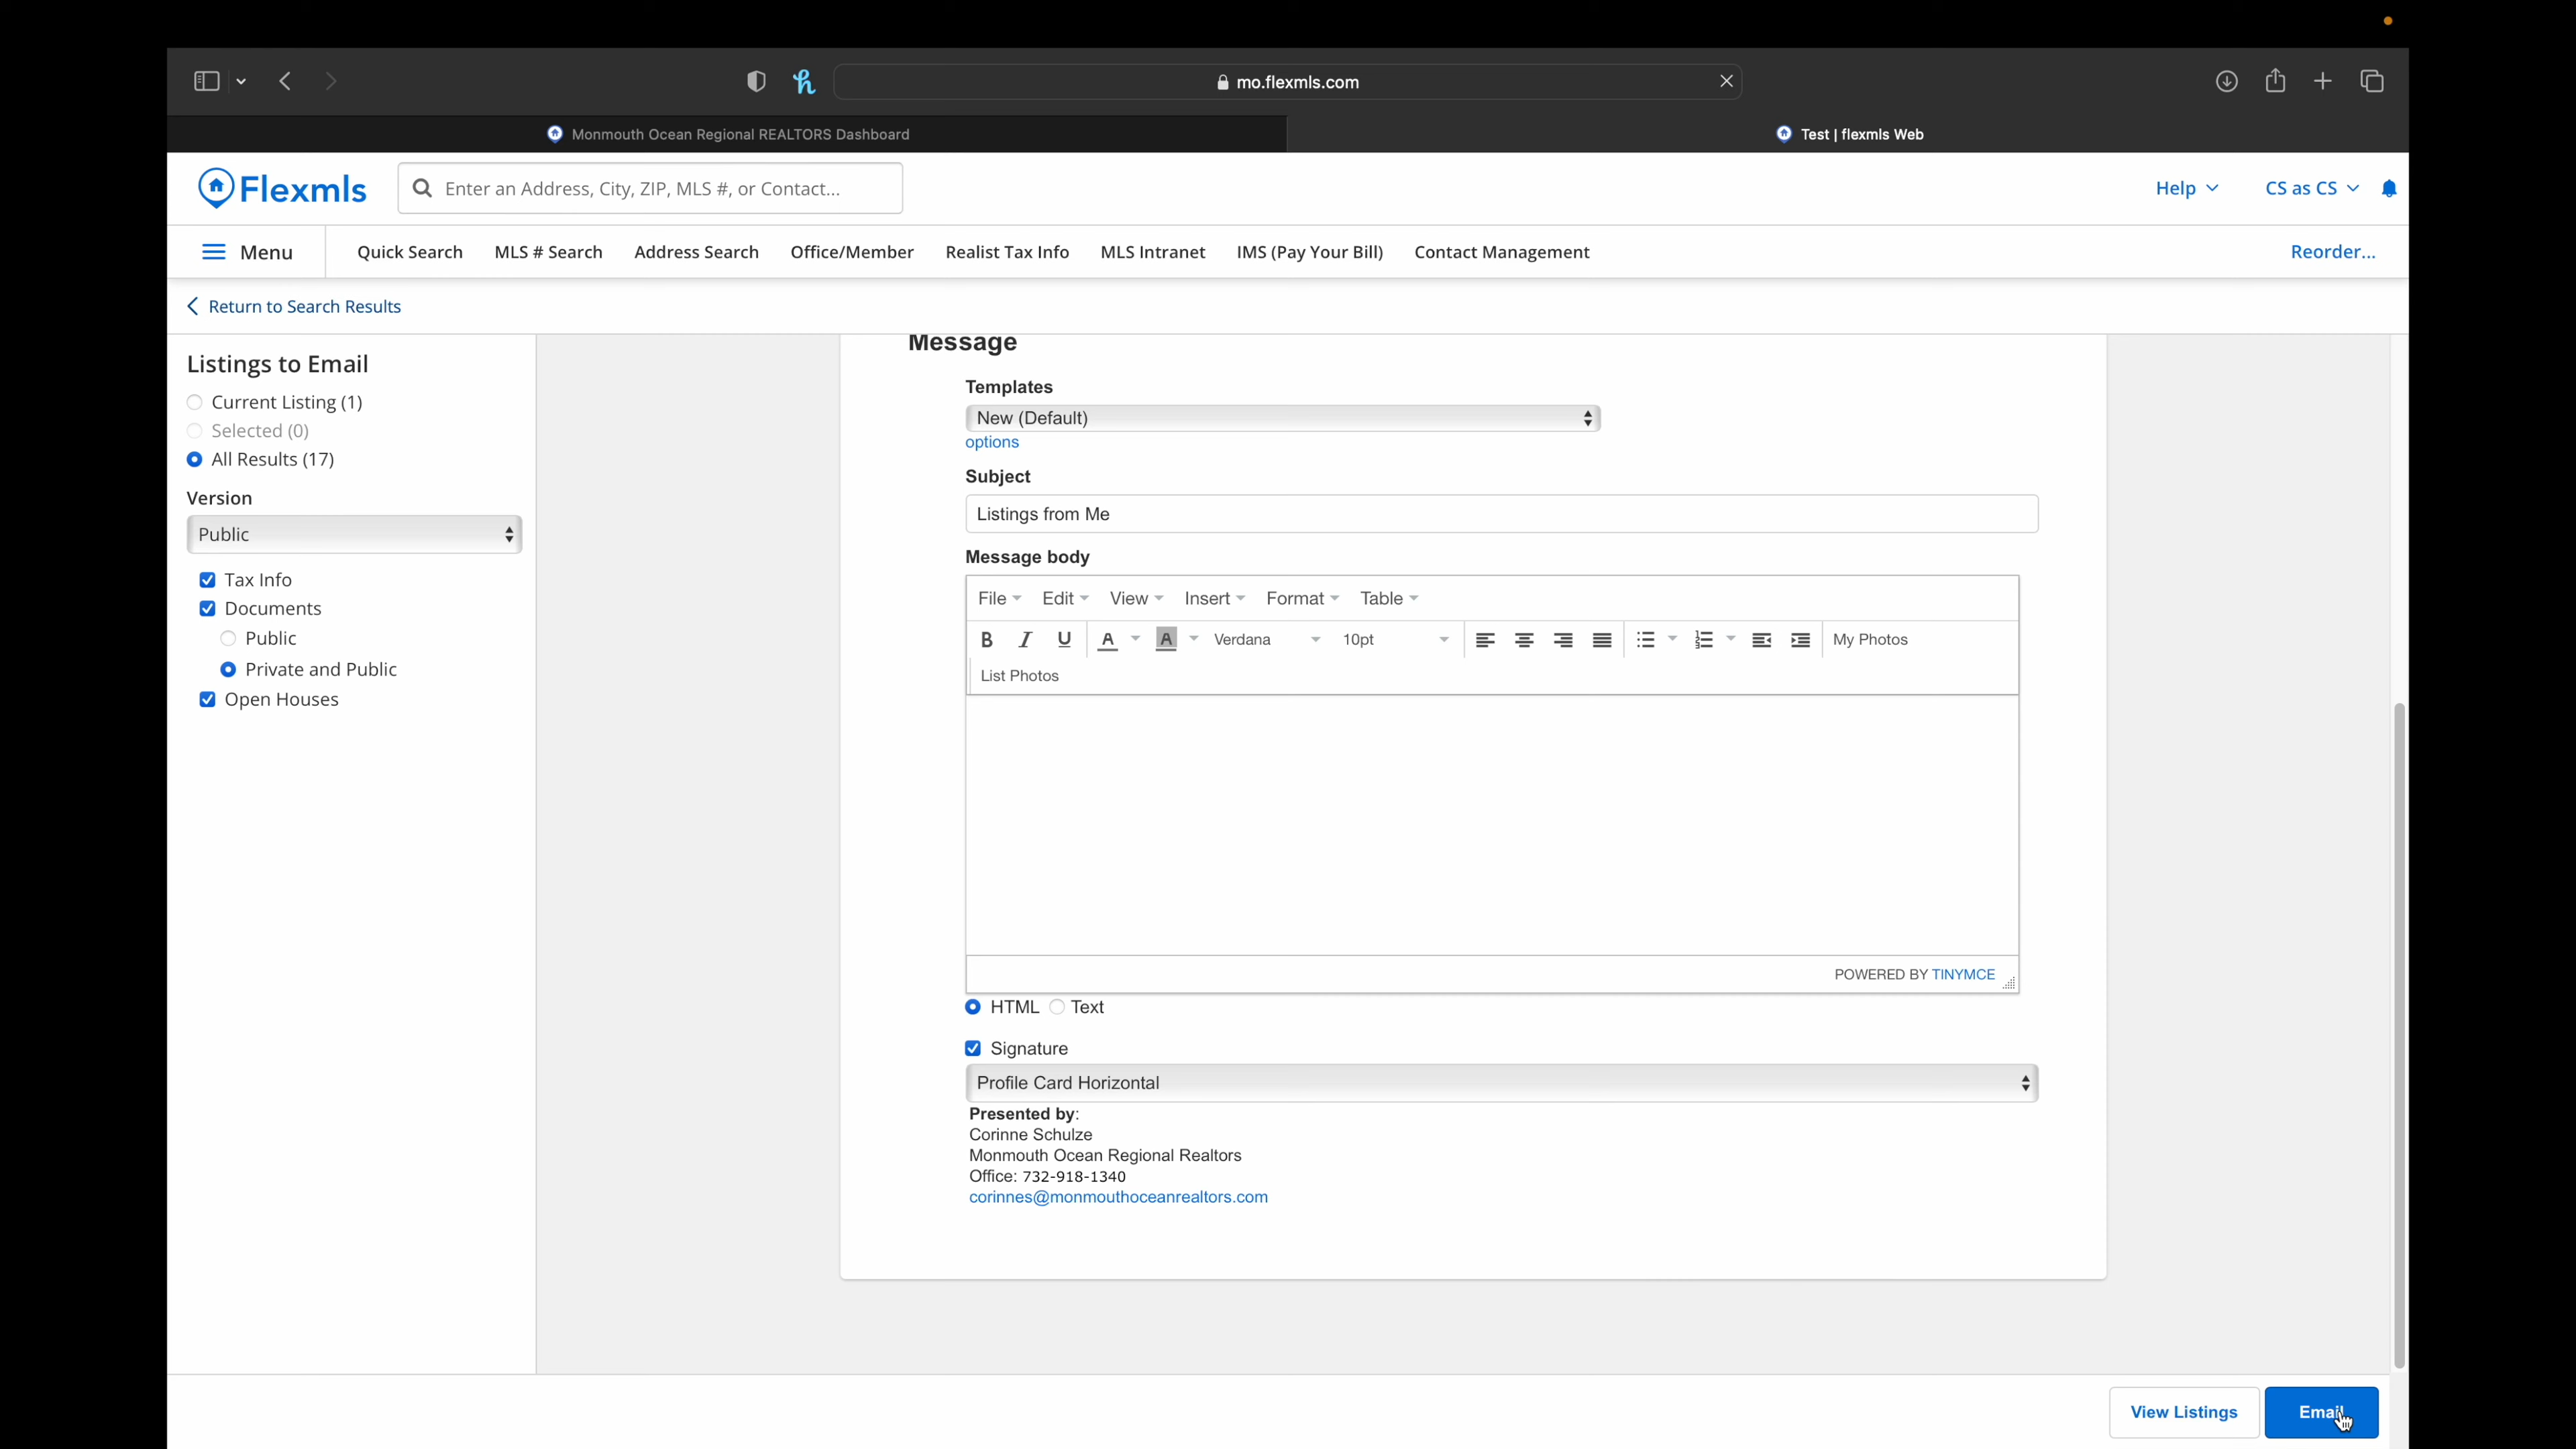 mo.flexmls.com
Monmouth Ocean Regional REALTORS Dashboard
Test | flexmls Web
Flexmls
Enter an Address, City, ZIP, MLS #, or Contact...
Help
CS as CS
Menu
Quick Search
MLS # Search
Address Search
Office/Member
Realist Tax Info
MLS Intranet
IMS (Pay Your Bill)
Contact Management
Reorder...
Return to Search Results
Listings to Email
Current Listing (1)
Selected (0)
All Results (17)
Version
Public
Tax Info
Documents
Public
Private and Public
Open Houses
Message
Templates
New (Default)
options
Subject
Listings from Me
Message body
File Edit View Insert Format Table
B I U A A Verdana 10pt My Photos
List Photos
POWERED BY TINYMCE
HTML Text
Signature
Profile Card Horizontal
Presented by:
Corinne Schulze
Monmouth Ocean Regional Realtors
Office: 732-918-1340
corinnes@monmouthoceanrealtors.com
View Listings
Email